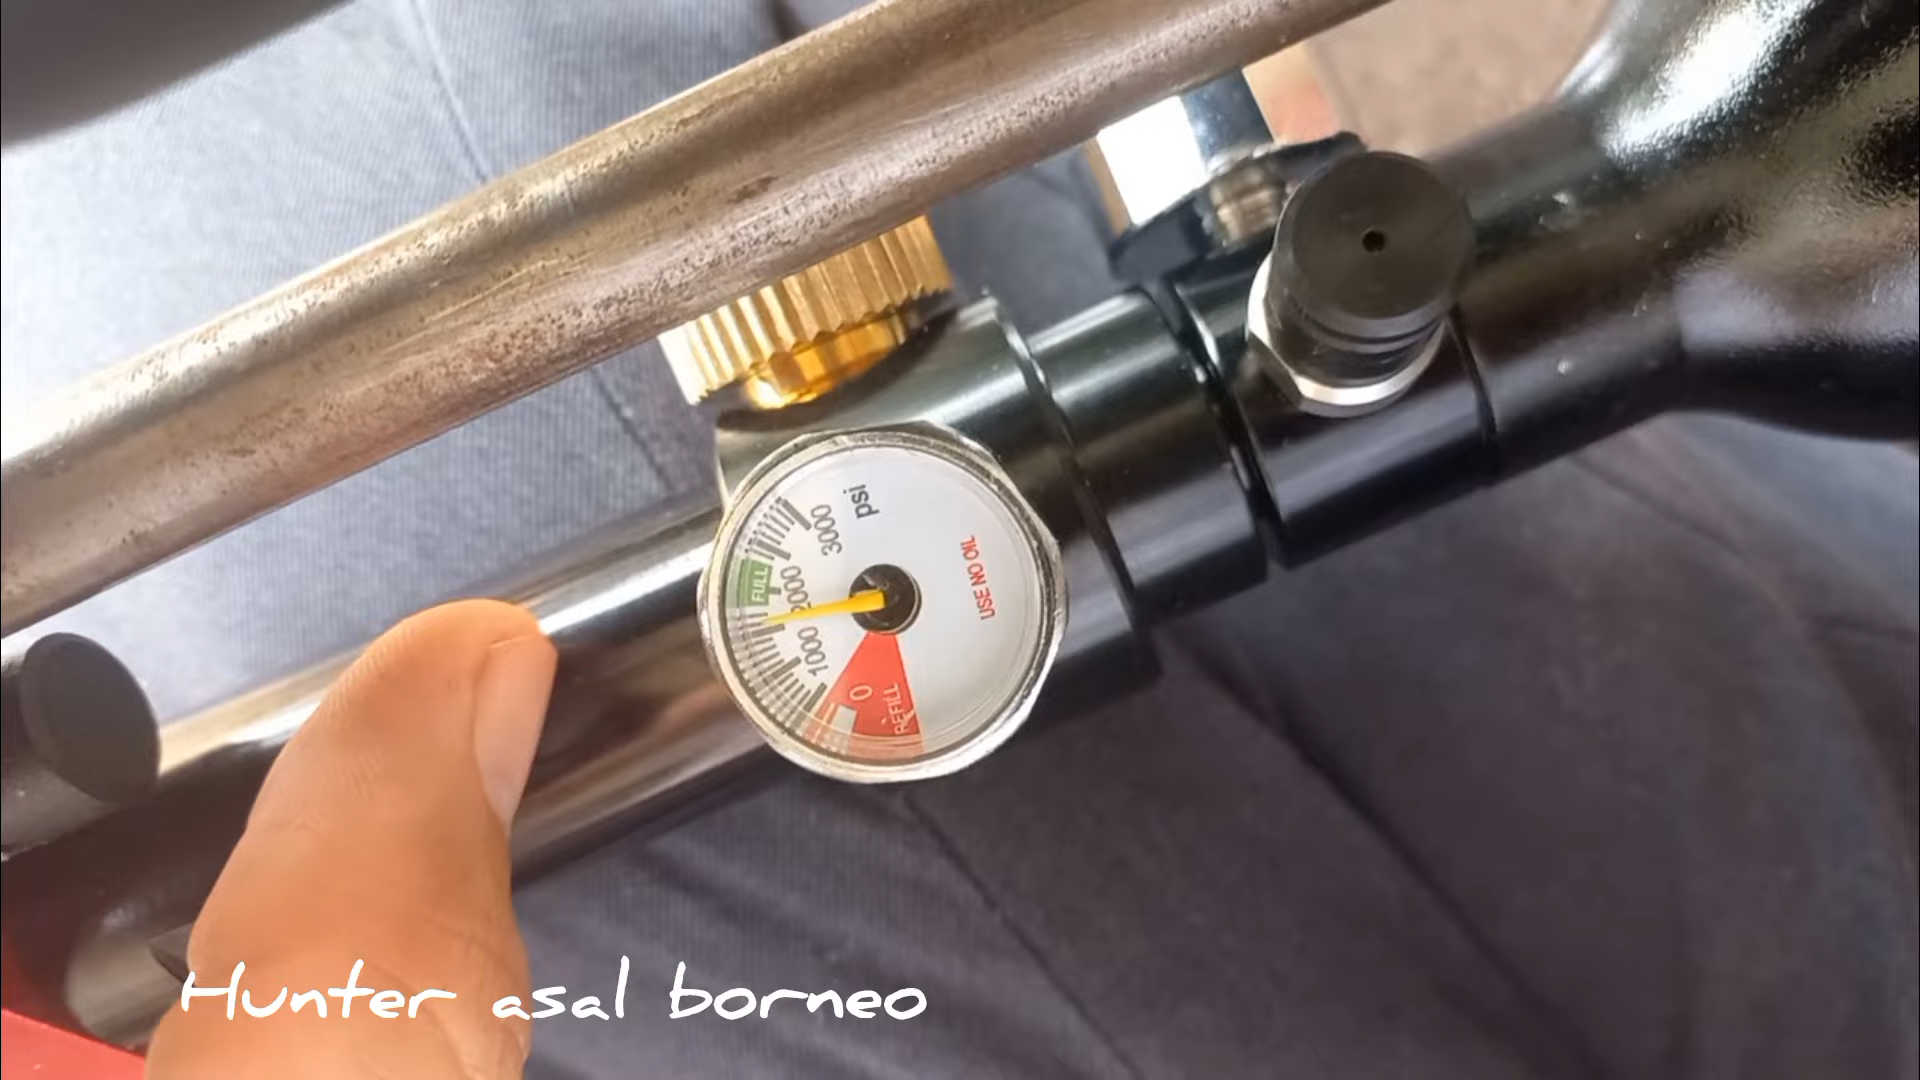 psi
3000
2000
1000
0
FULL
REFILL
USE NO OIL
Hunter asal borneo